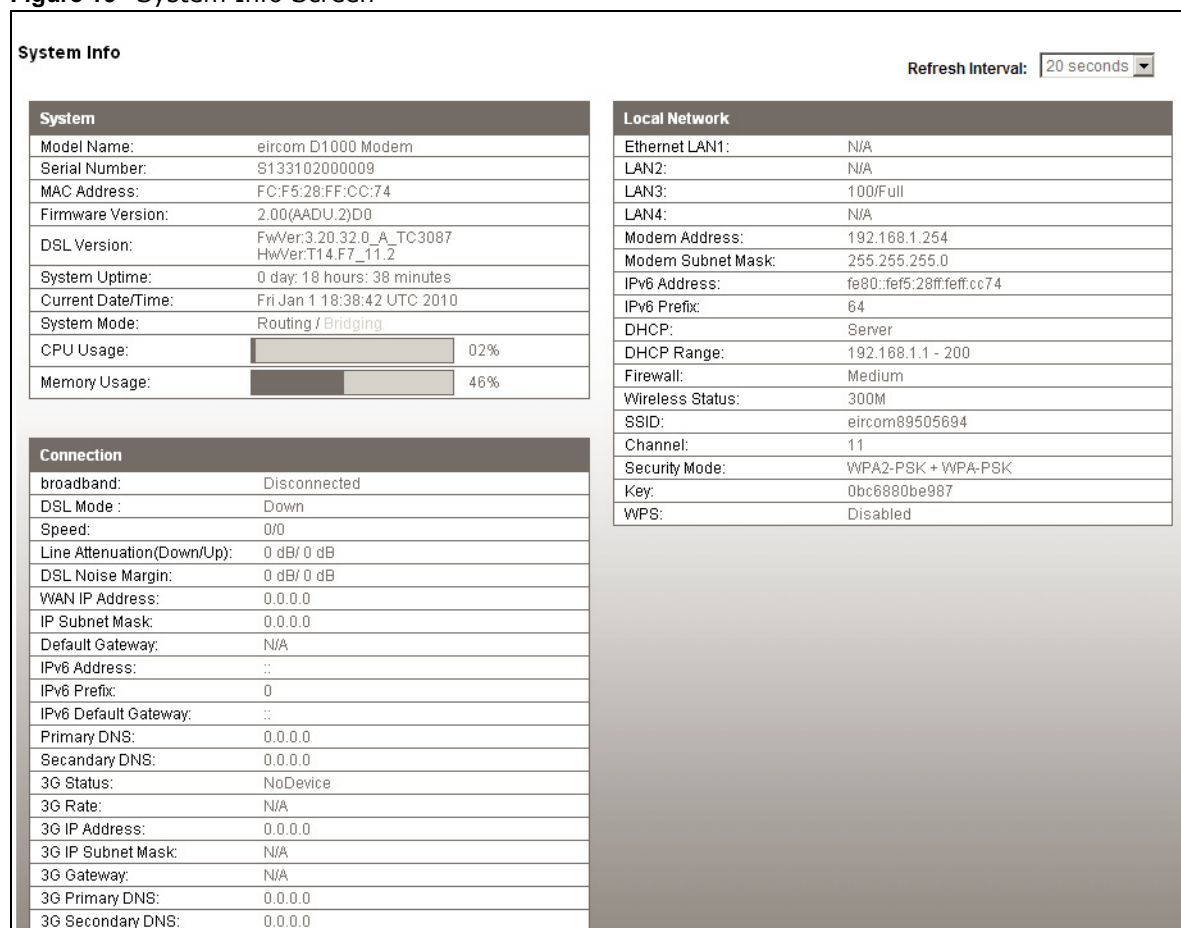 System Info
Refresh Interval: 20 seconds
System
Model Name: eircom D1000 Modem
Serial Number: S133102000009
MAC Address: FC:F5:28:FF:CC:74
Firmware Version: 2.00(AADU.2)D0
DSL Version: FwVer:3.20.32.0_A_TC3087
HwVer:T14.F7_11.2
System Uptime: 0 day: 18 hours: 38 minutes
Current Date/Time: Fri Jan 1 18:38:42 UTC 2010
System Mode: Routing / Bridging
CPU Usage: 02%
Memory Usage: 46%
Connection
broadband: Disconnected
DSL Mode : Down
Speed: 0/0
Line Attenuation(Down/Up): 0 dB/ 0 dB
DSL Noise Margin: 0 dB/ 0 dB
WAN IP Address: 0.0.0.0
IP Subnet Mask: 0.0.0.0
Default Gateway: N/A
IPv6 Address: ::
IPv6 Prefix: 0
IPv6 Default Gateway: ::
Primary DNS: 0.0.0.0
Secandary DNS: 0.0.0.0
3G Status: NoDevice
3G Rate: N/A
3G IP Address: 0.0.0.0
3G IP Subnet Mask: N/A
3G Gateway: N/A
3G Primary DNS: 0.0.0.0
3G Secondary DNS: 0.0.0.0
Local Network
Ethernet LAN1: N/A
LAN2: N/A
LAN3: 100/Full
LAN4: N/A
Modem Address: 192.168.1.254
Modem Subnet Mask: 255.255.255.0
IPv6 Address: fe80::fef5:28ff:feff:cc74
IPv6 Prefix: 64
DHCP: Server
DHCP Range: 192.168.1.1 - 200
Firewall: Medium
Wireless Status: 300M
SSID: eircom89505694
Channel: 11
Security Mode: WPA2-PSK + WPA-PSK
Key: 0bc6880be987
WPS: Disabled